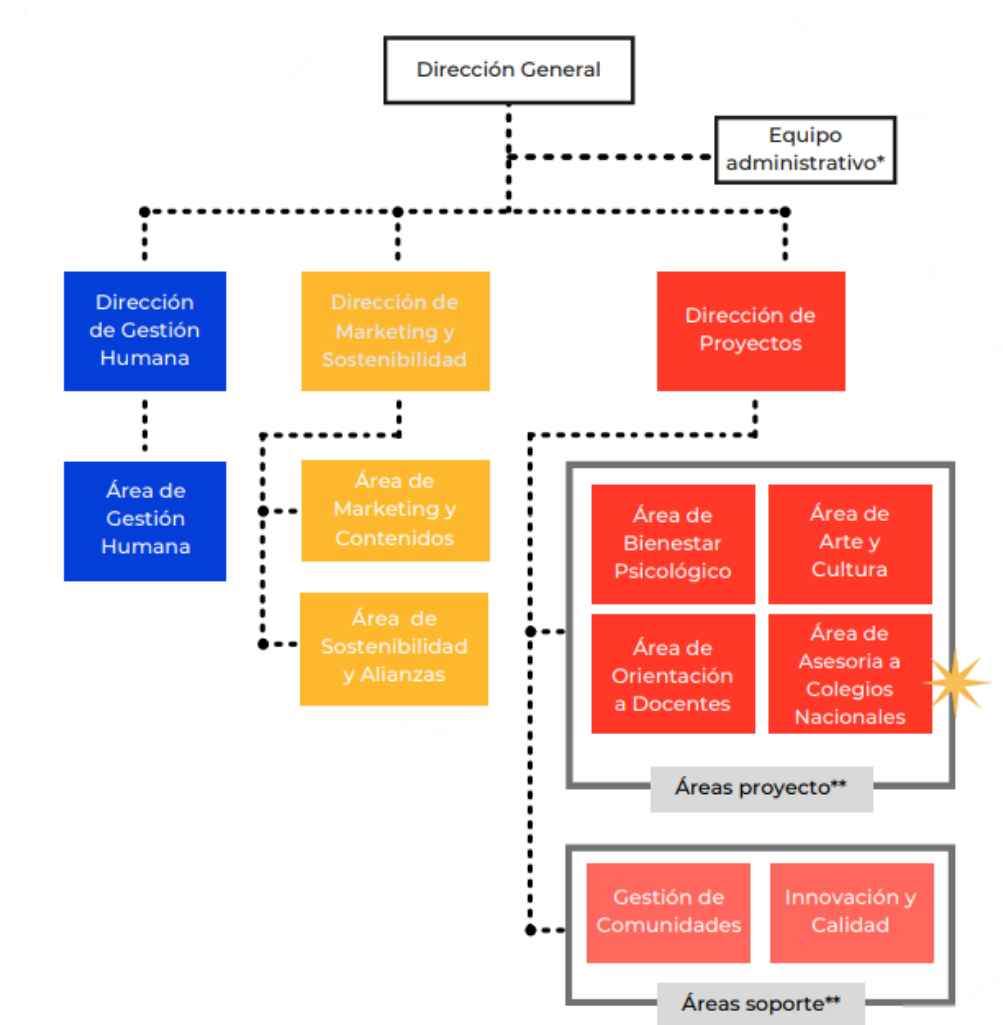 Dirección General
Equipo
administrativo*
Dirección
de Gestión
Humana
Dirección de
Marketing y
Sostenibilidad
Dirección de
Proyectos
Área de
Gestión
Humana
Área de
Marketing y
Contenidos
Área de
Sostenibilidad
y Alianzas
Área de
Bienestar
Psicológico
Área de
Arte y
Cultura
Área de
Orientación
a Docentes
Área de
Asesoria a
Colegios
Nacionales
Áreas proyecto**
Gestión de
Comunidades
Innovación y
Calidad
Áreas soporte**